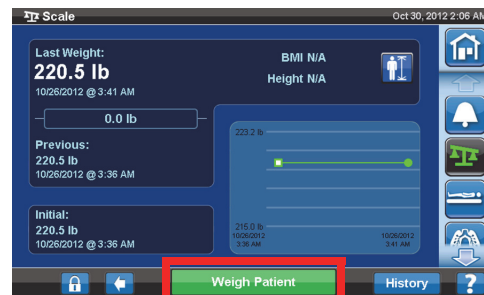 Scale
Oct 30, 2012 2:06 AM
Last Weight:
220.5 lb
10/26/2012 @ 3:41 AM
BMI N/A
Height N/A
0.0 lb
Previous:
220.5 lb
10/26/2012 @ 3:36 AM
Initial:
220.5 lb
10/26/2012 @ 3:36 AM
223.2 lb
215.0 lb
10/26/2012
3:36 AM
10/26/2012
3:41 AM
Weigh Patient
History
?